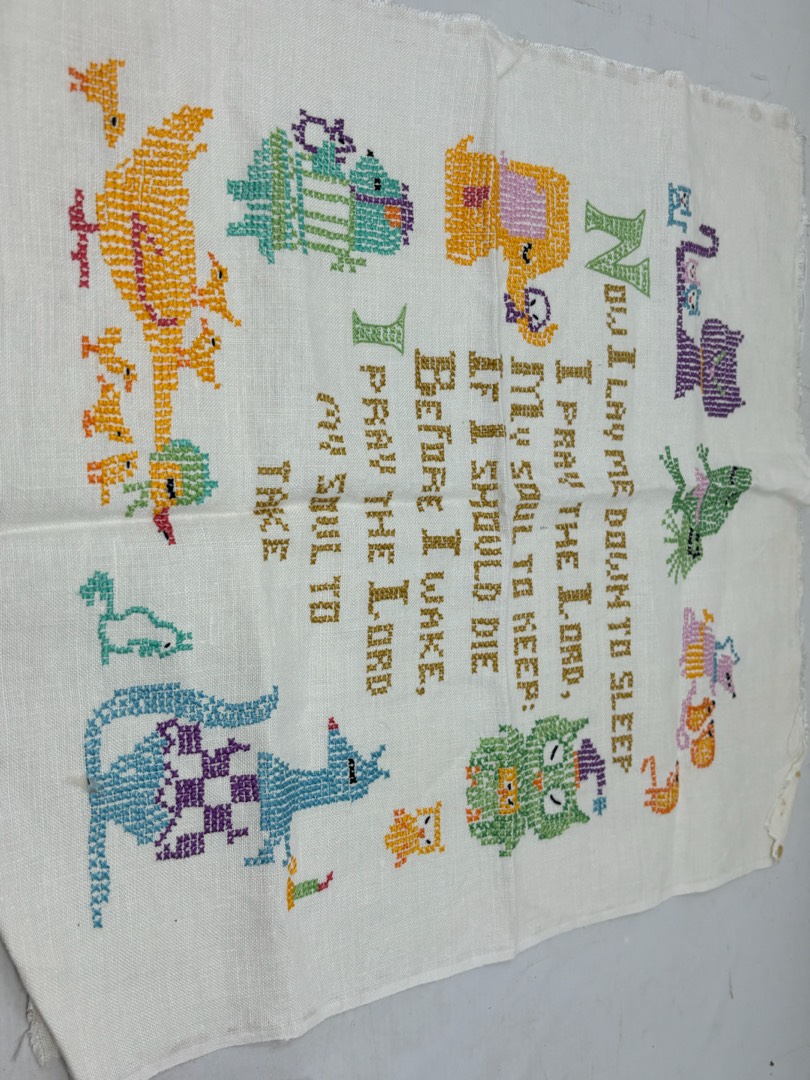 Now I LAY ME DOWN TO SLEEP
I PRAY THE LORD,
MY SOUL TO KEEP:
IF I SHOULD DIE
BEFORE I WAKE,
I PRAY THE LORD
MY SOUL TO
TAKE